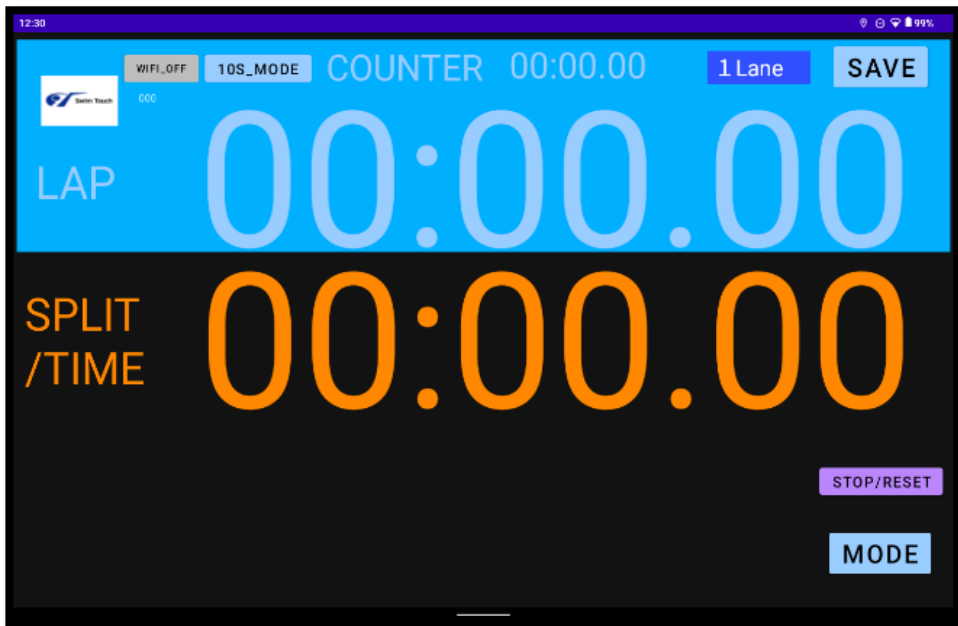 12:30 99%
WIFI_OFF 10S_MODE COUNTER 00:00.00 1 Lane SAVE
Swim Touch 000
LAP 00:00.00
SPLIT
/TIME 00:00.00
STOP/RESET
MODE